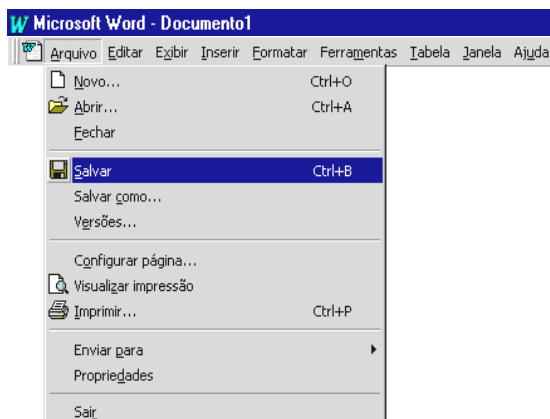 Microsoft Word - Documento1
Arquivo Editar Exibir Inserir Formatar Ferramentas Tabela Janela Ajuda
Novo... Ctrl+O
Abrir... Ctrl+A
Fechar
Salvar Ctrl+B
Salvar como...
Versões...
Configurar página...
Visualizar impressão
Imprimir... Ctrl+P
Enviar para
Propriedades
Sair